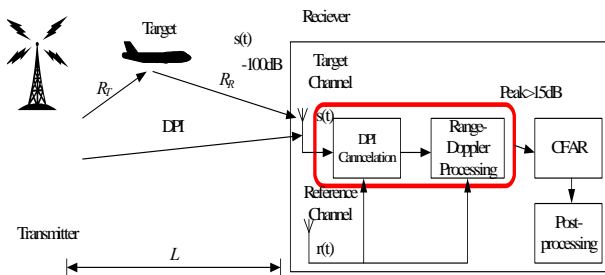 Reciever
Target
s(t)
-100dB
Target
Channel
R_T
R_R
Peak>15dB
DPI
s(t)
DPI
Canncelation
Range-
Doppler
Processing
CFAR
Reference
Channel
Post-
processing
Transmitter
r(t)
L